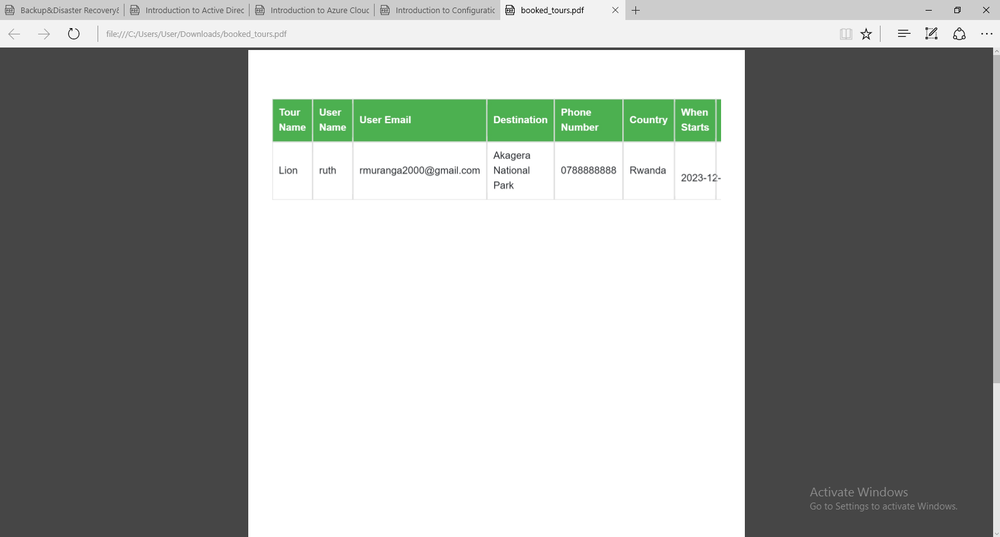 Backup&Disaster Recovery&
Introduction to Active Direc
Introduction to Azure Clouc
Introduction to Configuratic
booked_tours.pdf
file:///C:/Users/User/Downloads/booked_tours.pdf
Tour Name
User Name
User Email
Destination
Phone Number
Country
When Starts
Lion
ruth
rmuranga2000@gmail.com
Akagera National Park
0788888888
Rwanda
2023-12-
Activate Windows
Go to Settings to activate Windows.